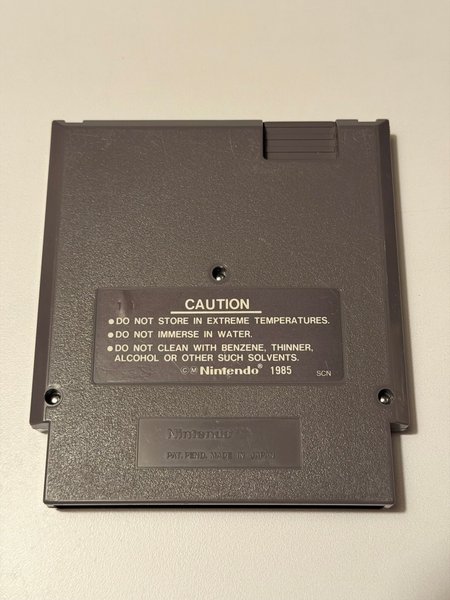 CAUTION
● DO NOT STORE IN EXTREME TEMPERATURES.
● DO NOT IMMERSE IN WATER.
● DO NOT CLEAN WITH BENZENE, THINNER,
ALCOHOL OR OTHER SUCH SOLVENTS.
© Ⓜ Nintendo® 1985 SCN
Nintendo
PAT. PEND. MADE IN JAPAN